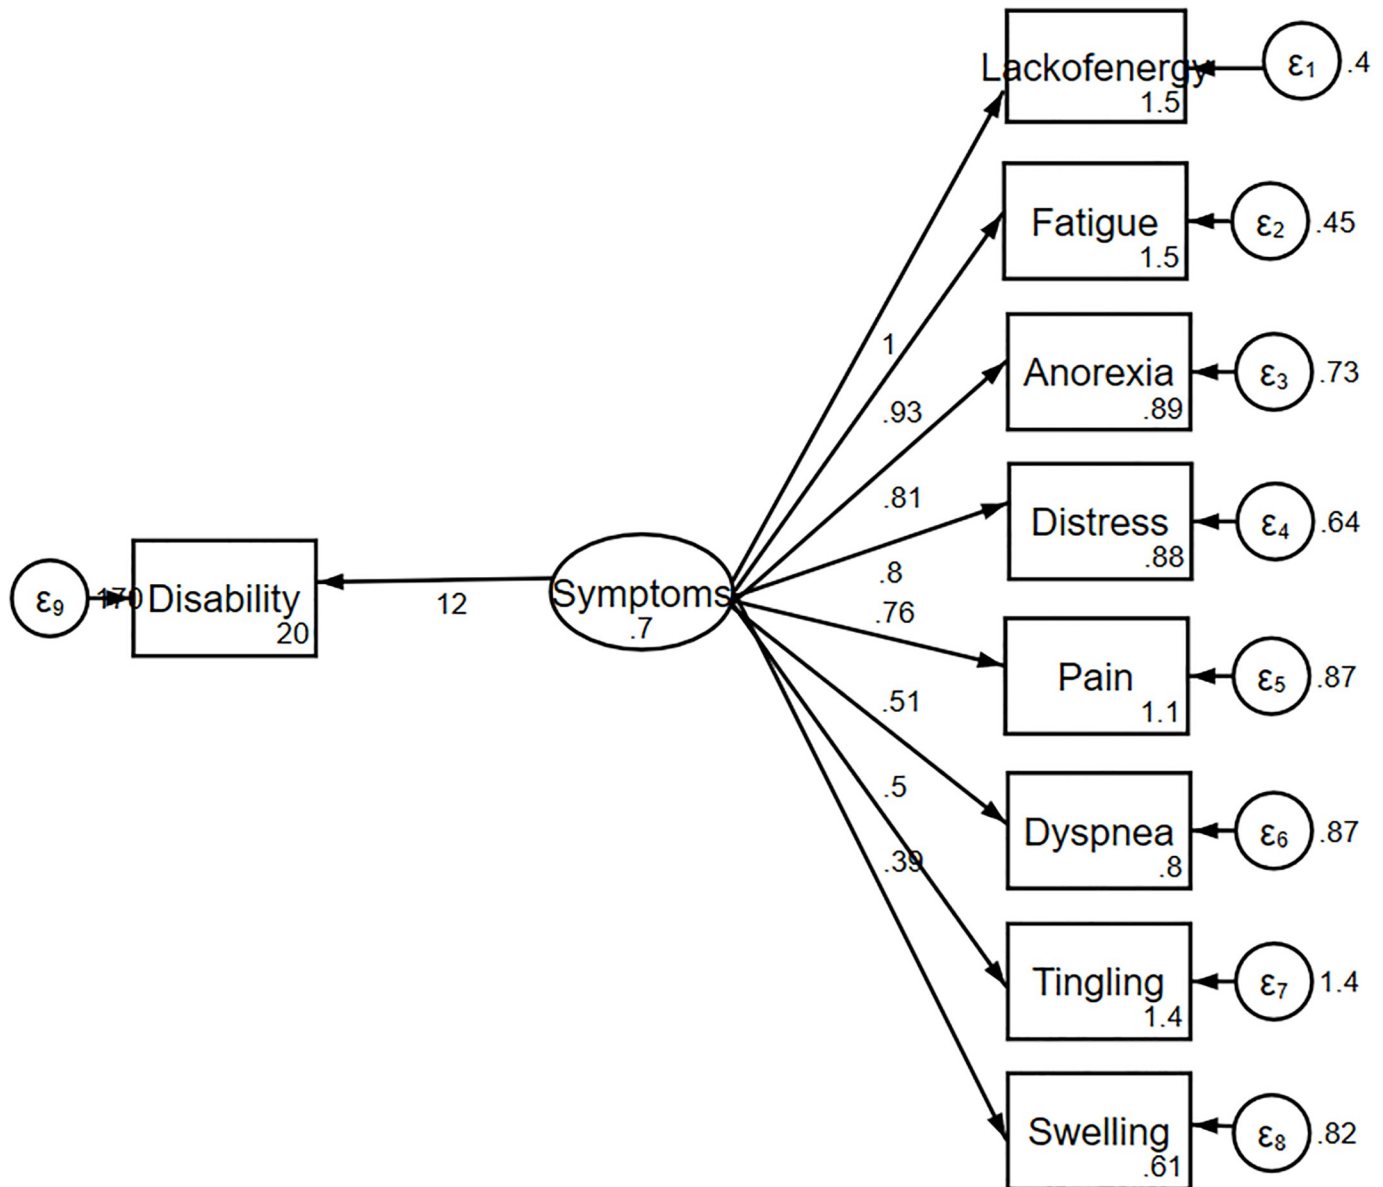 Lackofenergy
1.5
ε1 .4
Fatigue
1.5
ε2 .45
1
Anorexia
.89
ε3 .73
.93
.81
Distress
.88
ε4 .64
.8
ε9 170 Disability
20
12
Symptoms
.7
.76
Pain
1.1
ε5 .87
.51
.5
Dyspnea
.8
ε6 .87
.39
Tingling
1.4
ε7 1.4
Swelling
.61
ε8 .82